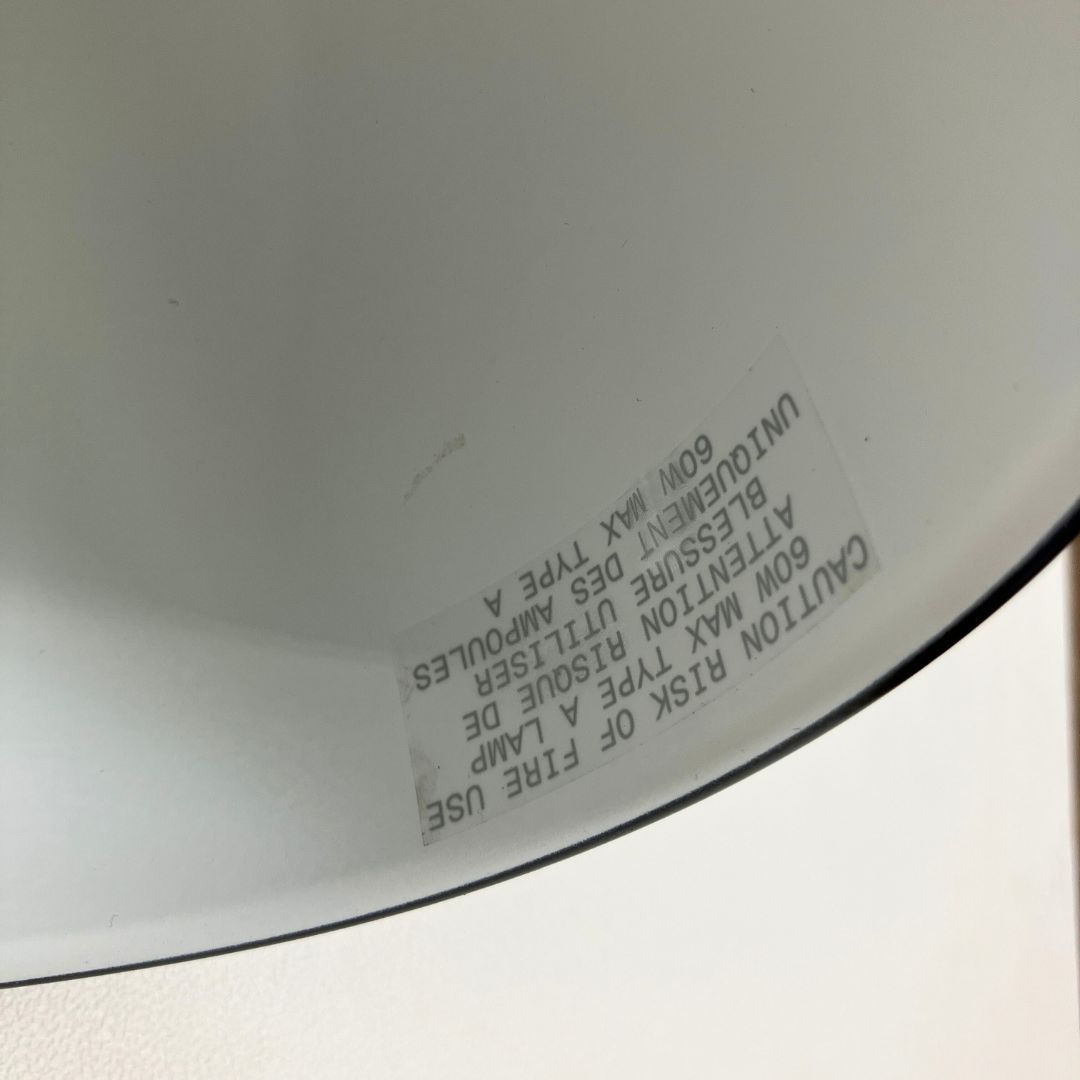 CAUTION RISK OF FIRE USE
60W MAX TYPE A LAMP
ATTENTION RISQUE DE
BLESSURE UTILISER
UNIQUEMENT DES AMPOULES
60W MAX TYPE A